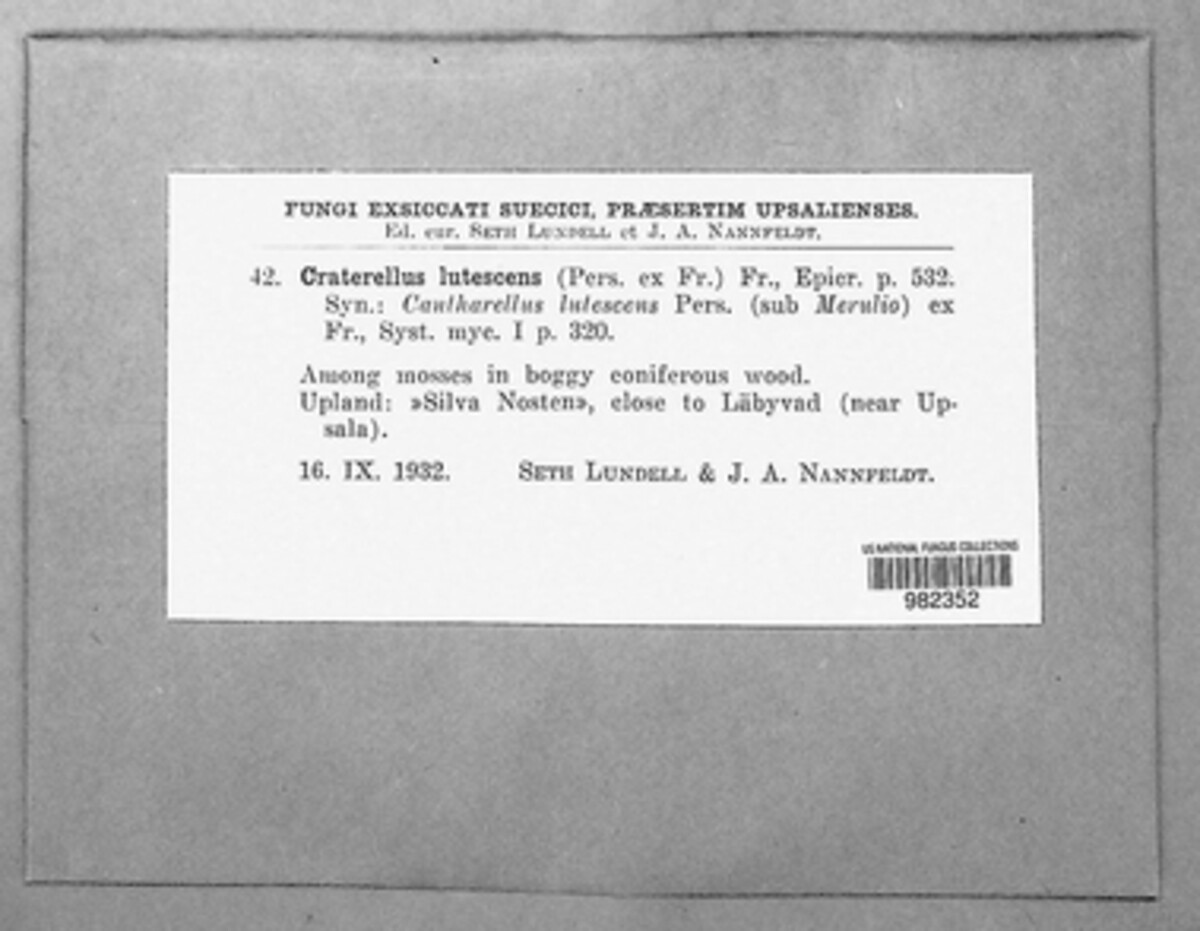 FUNGI EXSICCATI SUECICI, PRÆSERTIM UPSALIENSES.
Ed. cur. SETH LUNDELL et J. A. NANNFELDT.
42. Craterellus lutescens (Pers. ex Fr.) Fr., Epicr. p. 532.
Syn.: Cantharellus lutescens Pers. (sub Merulio) ex
Fr., Syst. myc. I p. 320.
Among mosses in boggy coniferous wood.
Upland: »Silva Nosten», close to Läbyvad (near Up-
sala).
16. IX. 1932. SETH LUNDELL & J. A. NANNFELDT.
US NATIONAL FUNGUS COLLECTIONS
982352